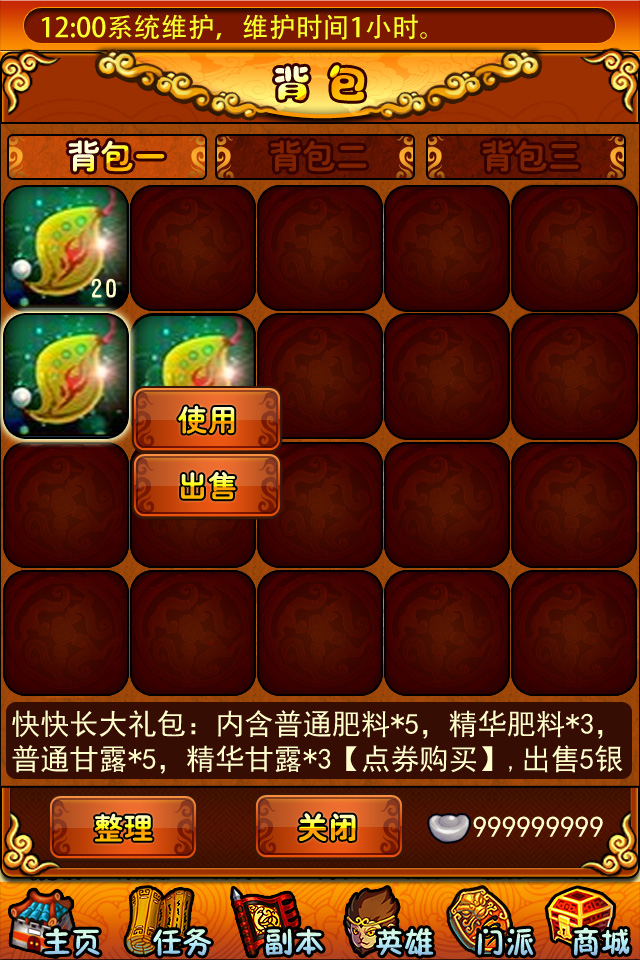 12:00系统维护，维护时间1小时。
背包
背包一 背包二 背包三
20
使用
出售
快快长大礼包：内含普通肥料*5，精华肥料*3，
普通甘露*5，精华甘露*3【点券购买】,出售5银
整理 关闭 999999999
主页 任务 副本 英雄 门派 商城